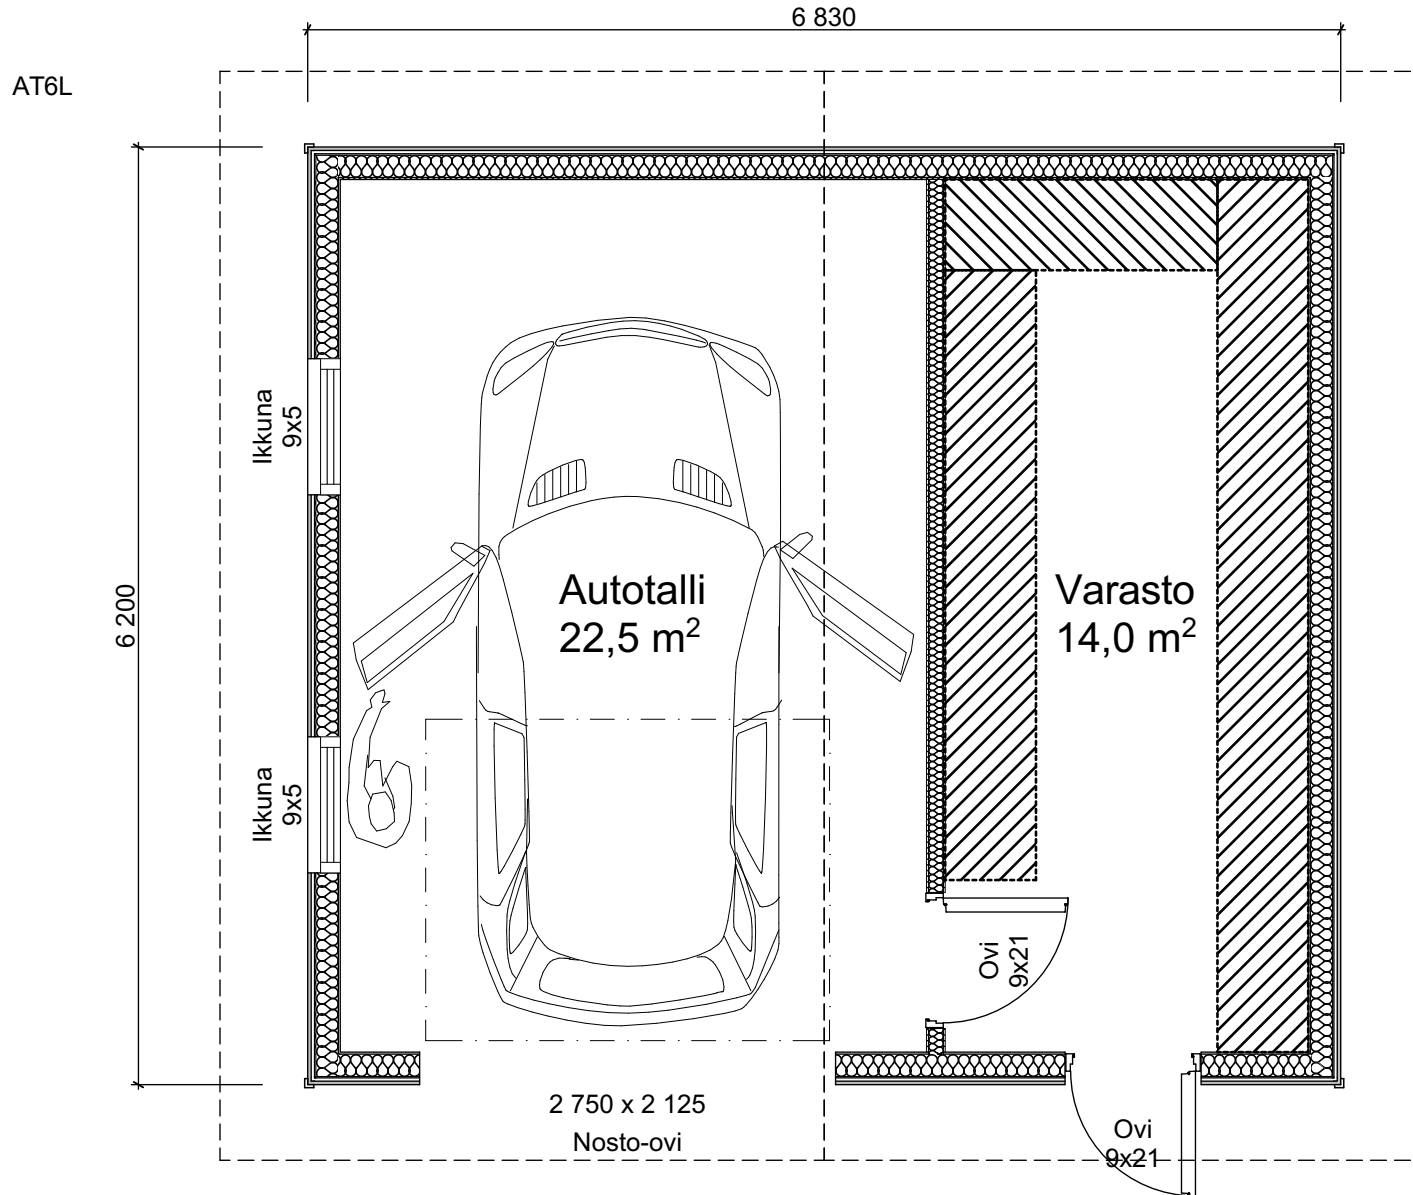 6 830
AT6L
Ikkuna
9x5
6 200
Autotalli
22,5 m²
Varasto
14,0 m²
Ikkuna
9x5
Ovi
9x21
2 750 x 2 125
Nosto-ovi
Ovi
9x21